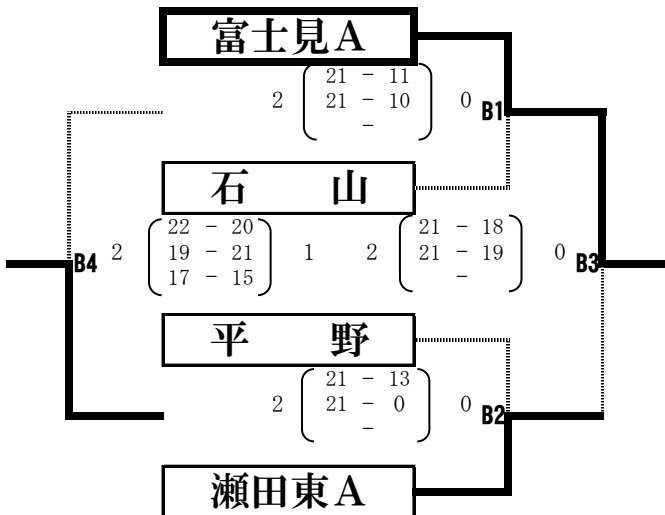 富士見A
2 21 - 11 0
21 - 10
-
B1
石 山
22 - 20
2 19 - 21 1
17 - 15
B4
21 - 18
2 21 - 19 0
-
B3
平 野
21 - 13
2 21 - 0 0
-
B2
瀬田東A